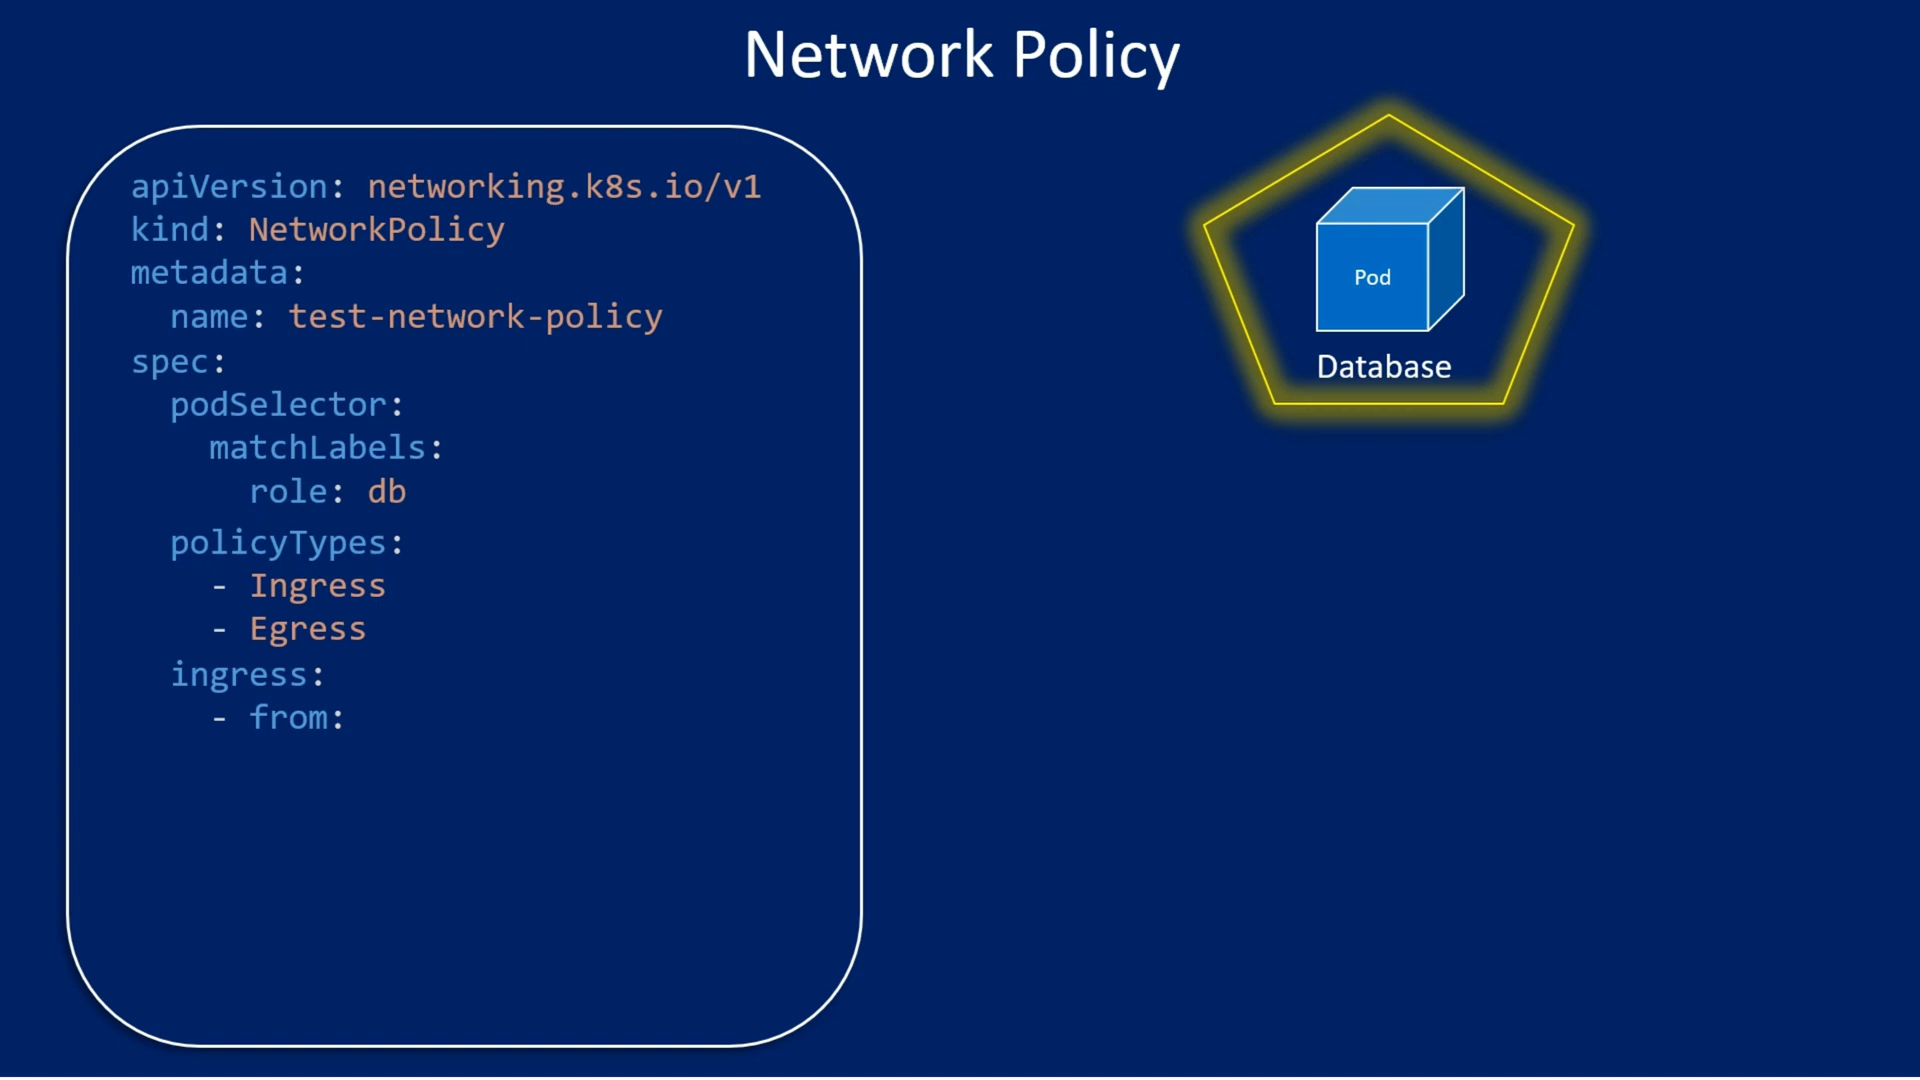 Network Policy
apiVersion: networking.k8s.io/v1
kind: NetworkPolicy
metadata:
  name: test-network-policy
spec:
  podSelector:
    matchLabels:
      role: db
  policyTypes:
    - Ingress
    - Egress
  ingress:
    - from:
Pod
Database